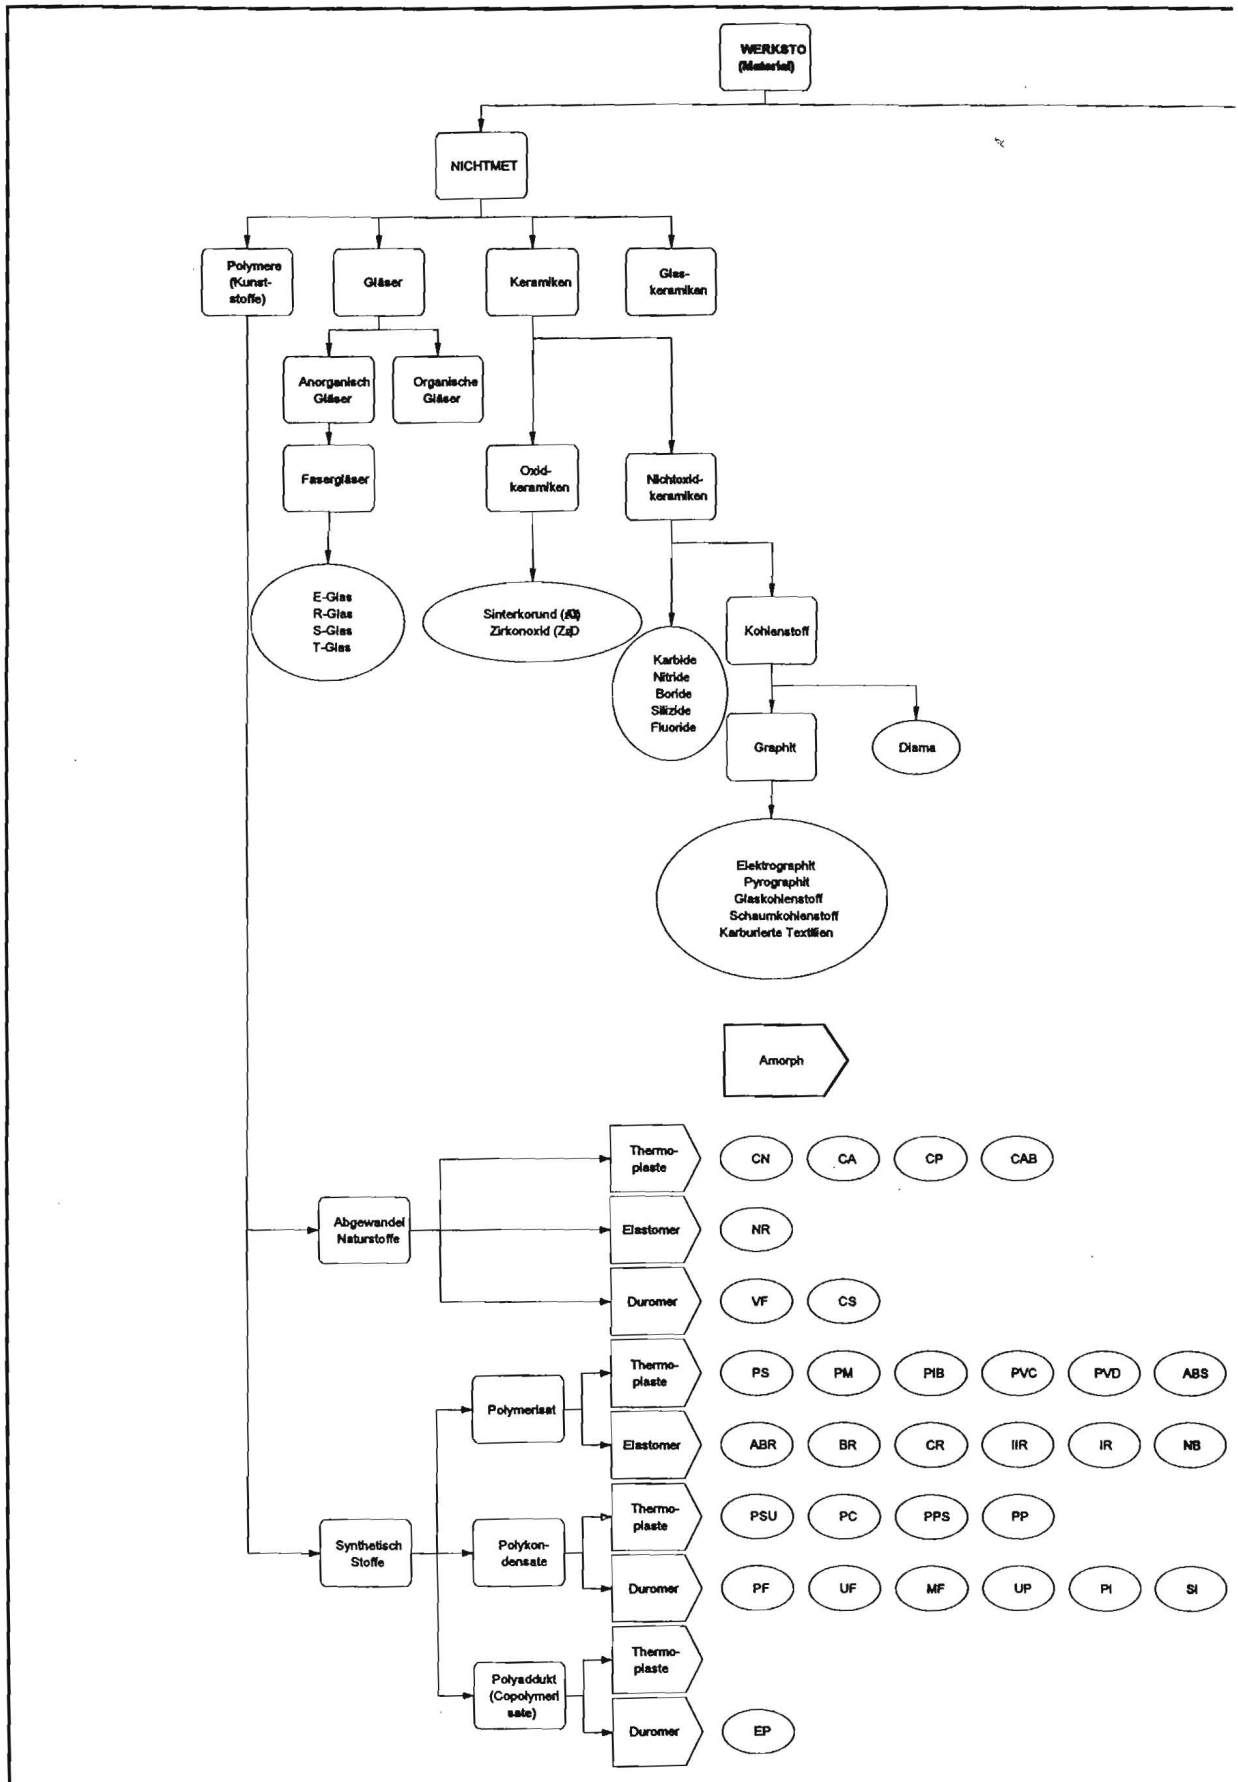 WERKSTO
(Material)
NICHTMET
Polymere
(Kunst-
stoffe)
Gläser
Keramiken
Glas-
keramiken
Anorganisch
Gläser
Organische
Gläser
Fasergläser
Oxid-
keramiken
Nichtoxid-
keramiken
E-Glas
R-Glas
S-Glas
T-Glas
Sinterkorund
Zirkonoxid
Karbide
Nitride
Boride
Silizide
Fluoride
Kohlenstoff
Graphit
Diama
Elektrographit
Pyrographit
Glaskohlenstoff
Schaumkohlenstoff
Karburierte Textilien
Amorph
Abgewandel
Naturstoffe
Thermo-
plaste
CN CA CP CAB
Elastomer
NR
Duromer
VF CS
Synthetisch
Stoffe
Polymerisat
Thermo-
plaste
PS PM PIB PVC PVD ABS
Elastomer
ABR BR CR IIR IR NB
Polykon-
densate
Thermo-
plaste
PSU PC PPS PP
Duromer
PF UF MF UP PI SI
Polyaddukt
(Copolymeri
sate)
Thermo-
plaste
Duromer
EP